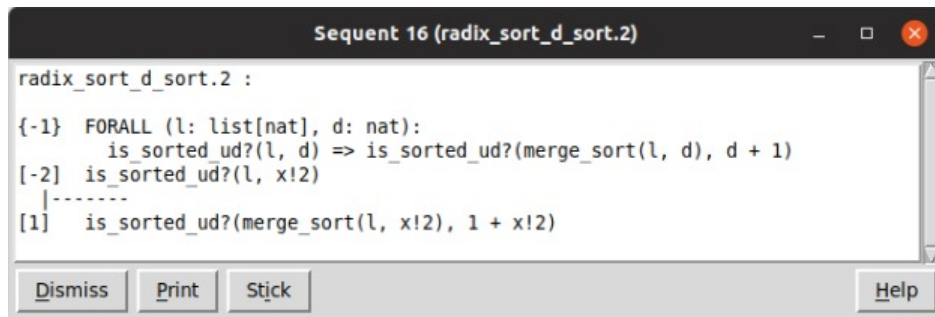 Sequent 16 (radix_sort_d_sort.2)
radix_sort_d_sort.2 :
{-1} FORALL (l: list[nat], d: nat):
is_sorted_ud?(l, d) => is_sorted_ud?(merge_sort(l, d), d + 1)
[-2] is_sorted_ud?(l, x!2)
|-------
[1] is_sorted_ud?(merge_sort(l, x!2), 1 + x!2)
Dismiss Print Stick Help